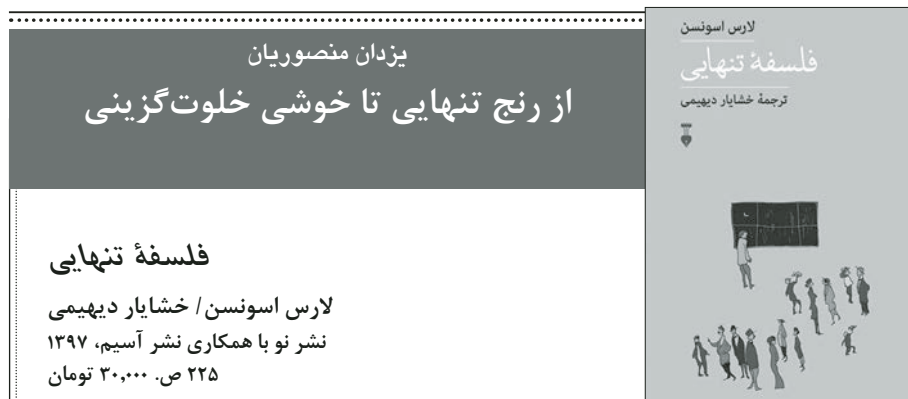 یزدان منصوریان
از رنج تنهایی تا خوشی خلوت‌گزینی
لارس اسونسن
فلسفهٔ تنهایی
ترجمهٔ خشایار دیهیمی
فلسفهٔ تنهایی
لارس اسونسن/ خشایار دیهیمی
نشر نو با همکاری نشر آسیم، ۱۳۹۷
۲۲۵ ص. ۳۰,۰۰۰ تومان